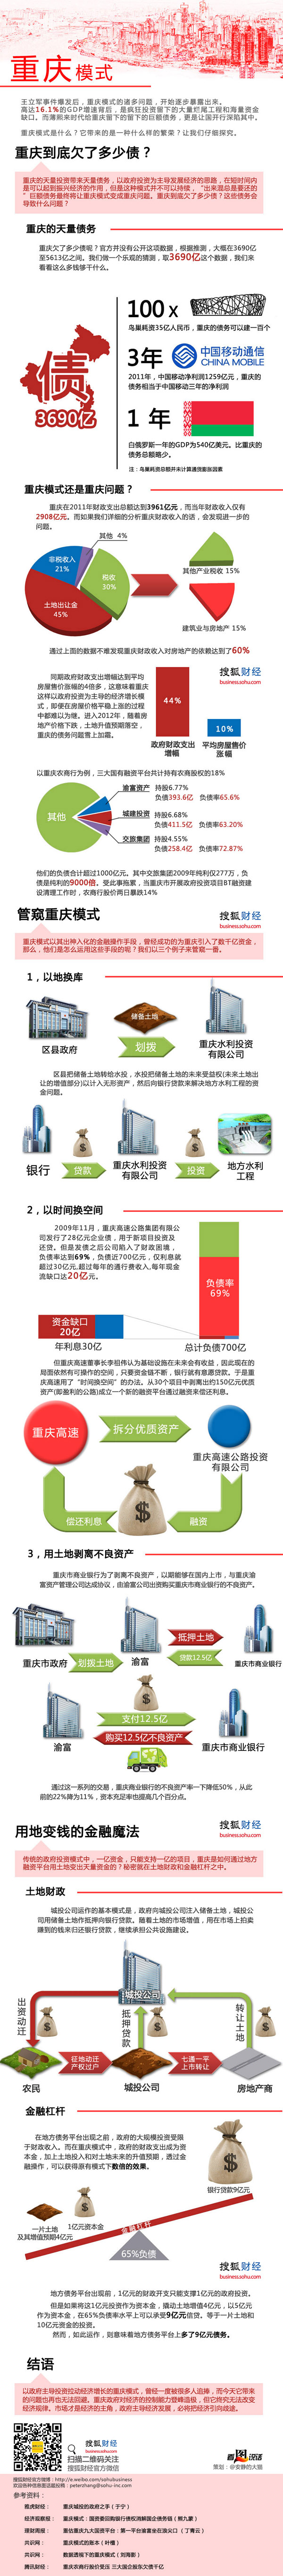 重庆模式
王立军事件爆发后，重庆模式的诸多问题，开始逐步暴露出来。
高达16.1%的GDP增速背后，是疯狂投资留下的大量烂尾工程和海量资金
缺口。而薄熙来时代给重庆留下的留下的巨额债务，更是让国开行深陷其中。
重庆模式是什么？它带来的是一种什么样的繁荣？让我们仔细探究。
重庆到底欠了多少债？
重庆的天量投资带来天量债务，以政府投资为主导发展经济的思路，在短时间内
是可以起到振兴经济的作用，但是这种模式并不可以持续，“出来混总是要还的
”巨额债务最终将让重庆模式变成重庆问题。重庆到底欠了多少债？这些债务会
导致什么问题？
重庆的天量债务
重庆欠了多少债呢？官方并没有公开这项数据，根据推测，大概在3690亿
至5613亿之间。我们做一个乐观的猜测，取3690亿这个数据，我们来
看看这么多钱够干什么。
债
3690亿
100 x
鸟巢耗资35亿人民币，重庆的债务可以建一百个
3年
中国移动通信
CHINA MOBILE
2011年，中国移动净利润1259亿元，重庆的
债务相当于中国移动三年的净利润
1 年
白俄罗斯一年的GDP为540亿美元。比重庆的
债务总额略少。
注：鸟巢耗资总额并未计算通货膨胀因素
重庆模式还是重庆问题？
重庆在2011年财政支出总额达到3961亿元，而当年财政收入仅有
2908亿元。而如果我们详细的分析重庆财政收入的话，会发现进一步的
问题。
其他 4%
非税收入
21%
税收
30%
土地出让金
45%
其他产业税收 15%
建筑业与房地产 15%
通过上面的数据不难发现重庆财政收入对房地产的依赖达到了60%
搜狐财经
business.sohu.com
同期政府财政支出增幅达到平均
房屋售价涨幅的4倍多，这意味着重庆
这样以政府投资为主导的经济增长模
式，即使在房屋价格平稳上涨的过程
中都难以为继。进入2012年，随着房
地产价格下跌，土地升值预期落空，
重庆的债务问题雪上加霜。
44%
10%
政府财政支出
增幅
平均房屋售价
涨幅
以重庆农商行为例，三大国有融资平台共计持有农商股权的18%
其他
渝富资产
持股6.77%
负债393.6亿 负债率65.6%
城建投资
持股6.68%
负债411.5亿 负债率63.20%
交旅集团
持股4.55%
负债258.4亿 负债率72.87%
他们的负债合计超过1000亿元。其中交旅集团2009年纯利仅277万，负
债是纯利的9000倍。受此事拖累，当重庆市开展政府投资项目BT融资建
设清理工作时，农商行股价两日暴跌14%
管窥重庆模式
搜狐财经
business.sohu.com
重庆模式以其出神入化的金融操作手段，曾经成功的为重庆引入了数千亿资金，
那么，他们是怎么运用这些手段的呢？我们以三个例子来管窥一番。
1，以地换库
储备土地
划拨
区县政府
重庆水利投资
有限公司
区县把储备土地转给水投，水投把储备土地的未来受益权(未来土地出
让的增值部分)以计入无形资产，然后向银行贷款来解决地方水利工程的资
金问题。
银行
贷款
重庆水利投资
有限公司
投资
地方水利
工程
2，以时间换空间
2009年11月，重庆高速公路集团有限公
司发行了28亿元企业债，用于新项目投资及
还贷。但是发债之后公司陷入了财政困境，
负债率达到69%，负债近700亿元，仅利息就
超过30亿元,超过每年的通行费收入,每年现金
流缺口达20亿元。
负债率
69%
资金缺口
20亿
年利息30亿
总计负债700亿
但重庆高速董事长李祖伟认为基础设施在未来会有收益，因此现在的
局面依然有可操作的空间，只要资金链不断，银行就有意愿贷款。于是重
庆高速用了“时间换空间”的办法。从30个项目中剥离出约150亿元优质
资产(即盈利的公路)成立一个新的融资平台通过融资来偿还利息。
重庆高速
拆分优质资产
重庆高速公路投资
有限公司
偿还利息
融资
3，用土地剥离不良资产
重庆市商业银行为了剥离不良资产，以期能够在国内上市，与重庆渝
富资产管理公司达成协议，由渝富公司出资购买重庆市商业银行的不良资产。
抵押土地
贷款12.5亿
重庆市政府
划拨土地
渝富
重庆市商业银行
支付12.5亿
购买12.5亿不良资产
渝富
重庆市商业银行
通过这一系列的交易，重庆商业银行的不良资产率一下降低50%，从此
前的22%降为11%，资本充足率也提高几个百分点。
用地变钱的金融魔法
搜狐财经
business.sohu.com
传统的政府投资模式中，一亿资金，只能支持一亿的项目，重庆是如何通过地方
融资平台用土地变出天量资金的？秘密就在土地财政和金融杠杆之中。
土地财政
城投公司运作的基本模式是，政府向城投公司注入储备土地，城投公
司用储备土地作抵押向银行贷款。随着土地的市场增值，用在市场上拍卖
赚到的钱来归还银行贷款，继续承担公共设施建设。
城投公司
出资动迁
抵押贷款
转让土地
征地动迁
产权过户
七通一平
上市转让
农民
城投公司
房地产商
金融杠杆
在地方债务平台出现之前，政府的大规模投资受限
于财政收入。而在重庆模式中，政府的财政支出成为资
本金，加上土地投入和对土地未来的升值预期，透过金
融操作，可以获得原有模式下数倍的效果。
银行贷款9亿元
一片土地
及其增值预期4亿元
1亿元资本金
金融杠杆
65%负债
搜狐财经
business.sohu.com
地方债务平台出现前，1亿元的财政开支只能支撑1亿元的政府投资。
但是如果将这1亿元投资作为资本金，撬动土地增值4亿元，以5亿元
作为资本金，在65%负债率水平上可以承受9亿元信贷。等于一片土地和
10亿元资金的投资。
然而，如此运作，则意味着地方债务平台上多了9亿元债务。
结语
以政府主导投资拉动经济增长的重庆模式，曾经一度被很多人追捧，而今天它带来
的问题也再也无法回避。重庆政府对经济的控制能力登峰造极，但它终究无法改变
经济规律。市场才是经济的主角，政府主导经济发展，必将把经济引向歧途。
搜狐财经
business.sohu.com
扫描二维码关注
搜狐财经官方微信
看图说话
策划：@安静的火猫
搜狐财经官方微博：http://e.weibo.com/sohubusiness
欢迎各种信息图投稿：peterzhang@sohu-inc.com
参考资料：
搜狐财经： 重庆城投的政府之手（于宁）
经济观察报： 重庆模式：国资委回购银行债权消解国企债务链（熊九豪）
理财周报： 重估重庆九大国资平台：第一平台渝富坐在浪尖口（丁青云）
共识网： 重庆模式的账本（叶檀）
共识网： 数据透视下的重庆模式（刘海影）
腾讯财经： 重庆农商行股价受压 三大国企股东欠债千亿